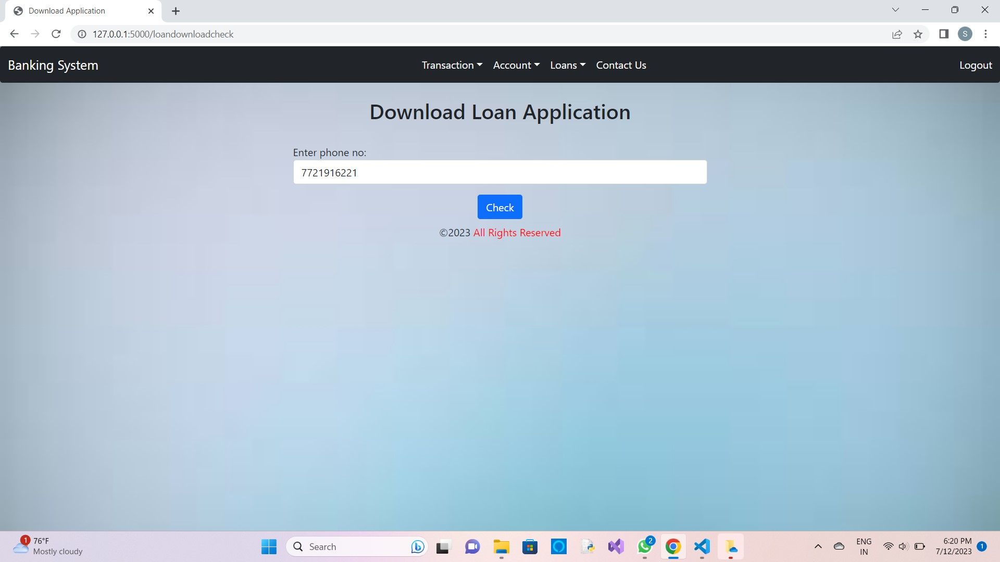 Download Application
127.0.0.1:5000/loandownloadcheck
S
Banking System
Transaction Account Loans Contact Us
Logout
Download Loan Application
Enter phone no:
7721916221
Check
©2023 All Rights Reserved
1
76°F
Mostly cloudy
Search
2
ENG
IN
6:20 PM
7/12/2023
1